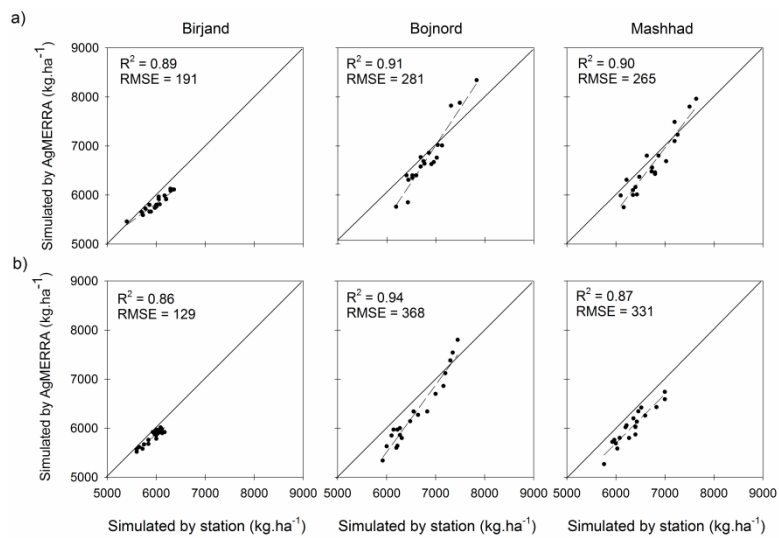 a)
Birjand
Bojnord
Mashhad
Simulated by AgMERRA (kg.ha⁻¹)
9000
8000
7000
6000
5000
R² = 0.89
RMSE = 191
R² = 0.91
RMSE = 281
R² = 0.90
RMSE = 265
b)
Simulated by AgMERRA (kg.ha⁻¹)
9000
8000
7000
6000
5000
R² = 0.86
RMSE = 129
R² = 0.94
RMSE = 368
R² = 0.87
RMSE = 331
5000 6000 7000 8000 9000
5000 6000 7000 8000 9000
5000 6000 7000 8000 9000
Simulated by station (kg.ha⁻¹)
Simulated by station (kg.ha⁻¹)
Simulated by station (kg.ha⁻¹)